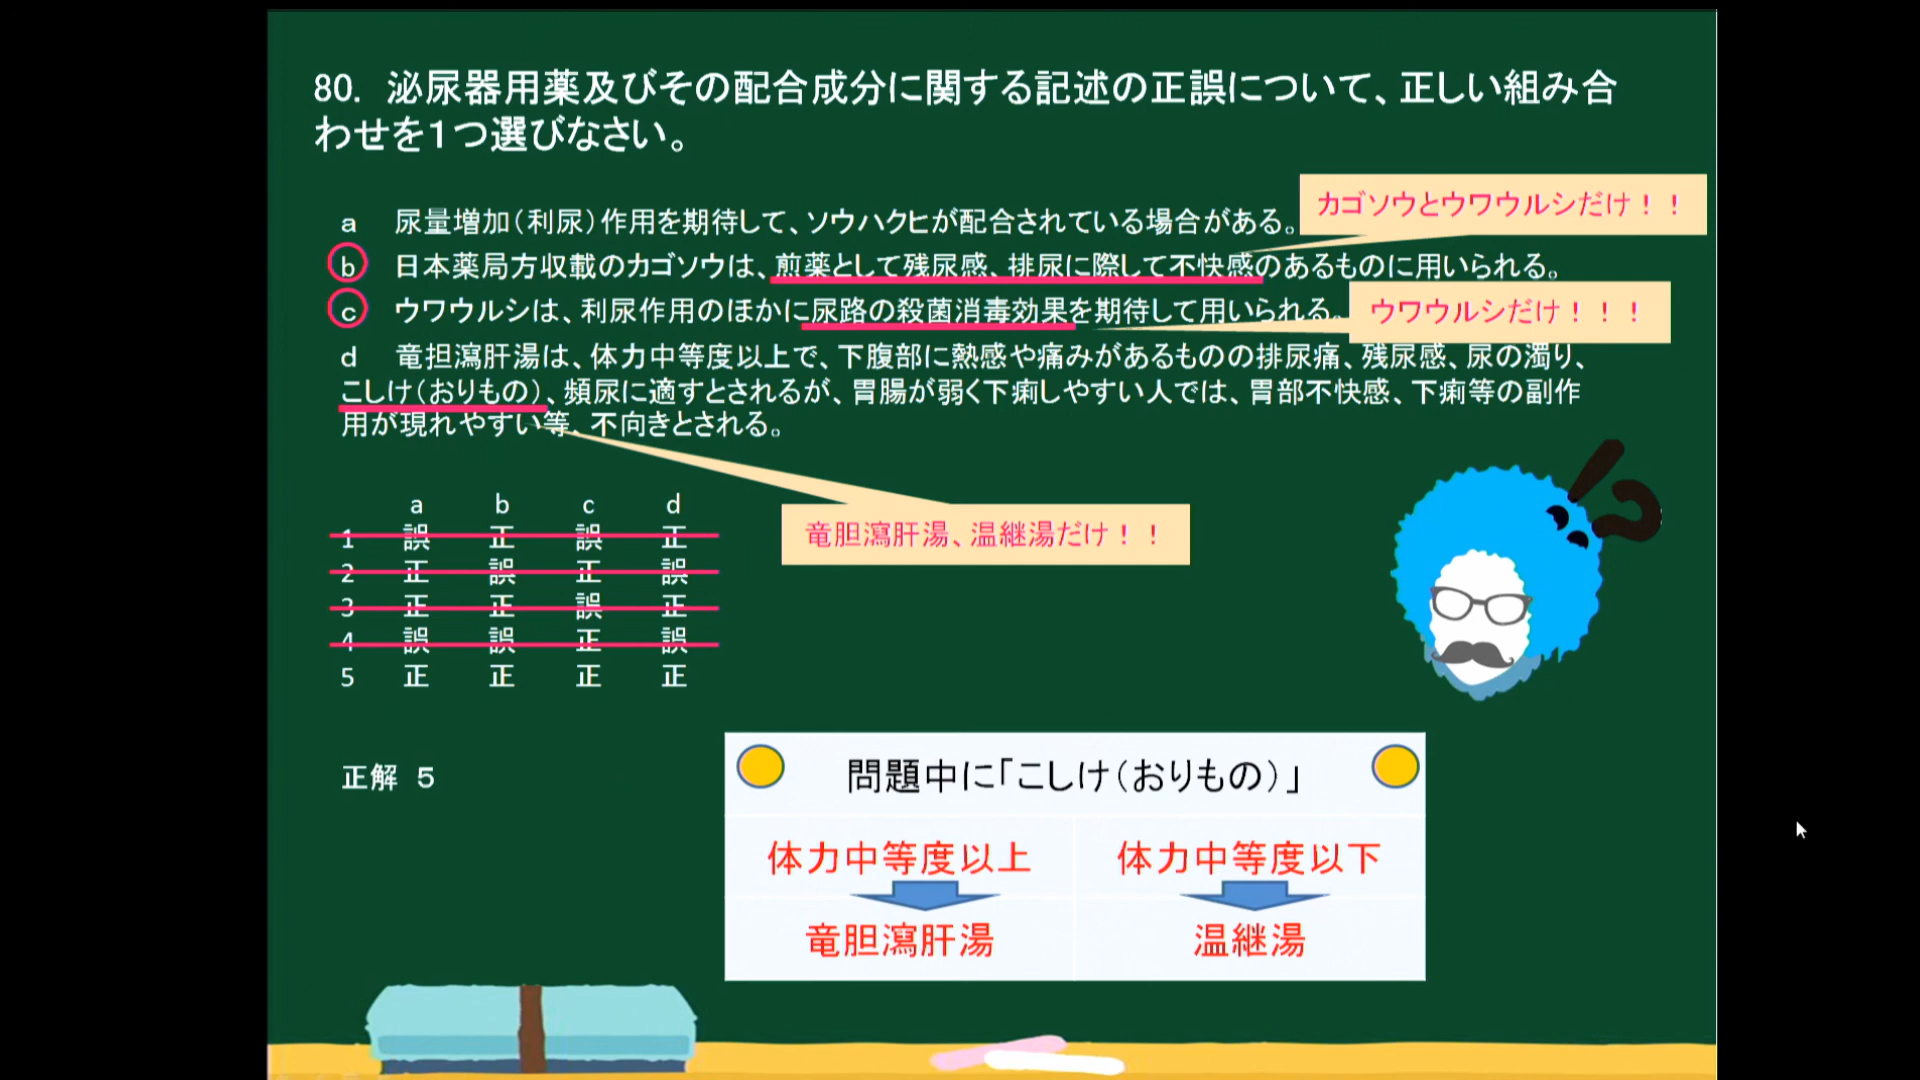 80. 泌尿器用薬及びその配合成分に関する記述の正誤について、正しい組み合
わせを１つ選びなさい。
カゴソウとウワウルシだけ！！
a 尿量増加（利尿）作用を期待して、ソウハクヒが配合されている場合がある。
b 日本薬局方収載のカゴソウは、煎薬として残尿感、排尿に際して不快感のあるものに用いられる。
c ウワウルシは、利尿作用のほかに尿路の殺菌消毒効果を期待して用いられる。
ウワウルシだけ！！！
d 竜担瀉肝湯は、体力中等度以上で、下腹部に熱感や痛みがあるものの排尿痛、残尿感、尿の濁り、
こしけ（おりもの）、頻尿に適すとされるが、胃腸が弱く下痢しやすい人では、胃部不快感、下痢等の副作
用が現れやすい等、不向きとされる。
竜胆瀉肝湯、温継湯だけ！！
a b c d
1 誤 正 誤 正
2 正 誤 正 誤
3 正 正 誤 正
4 誤 誤 正 誤
5 正 正 正 正
正解 ５
問題中に「こしけ（おりもの）」
体力中等度以上 体力中等度以下
竜胆瀉肝湯 温継湯